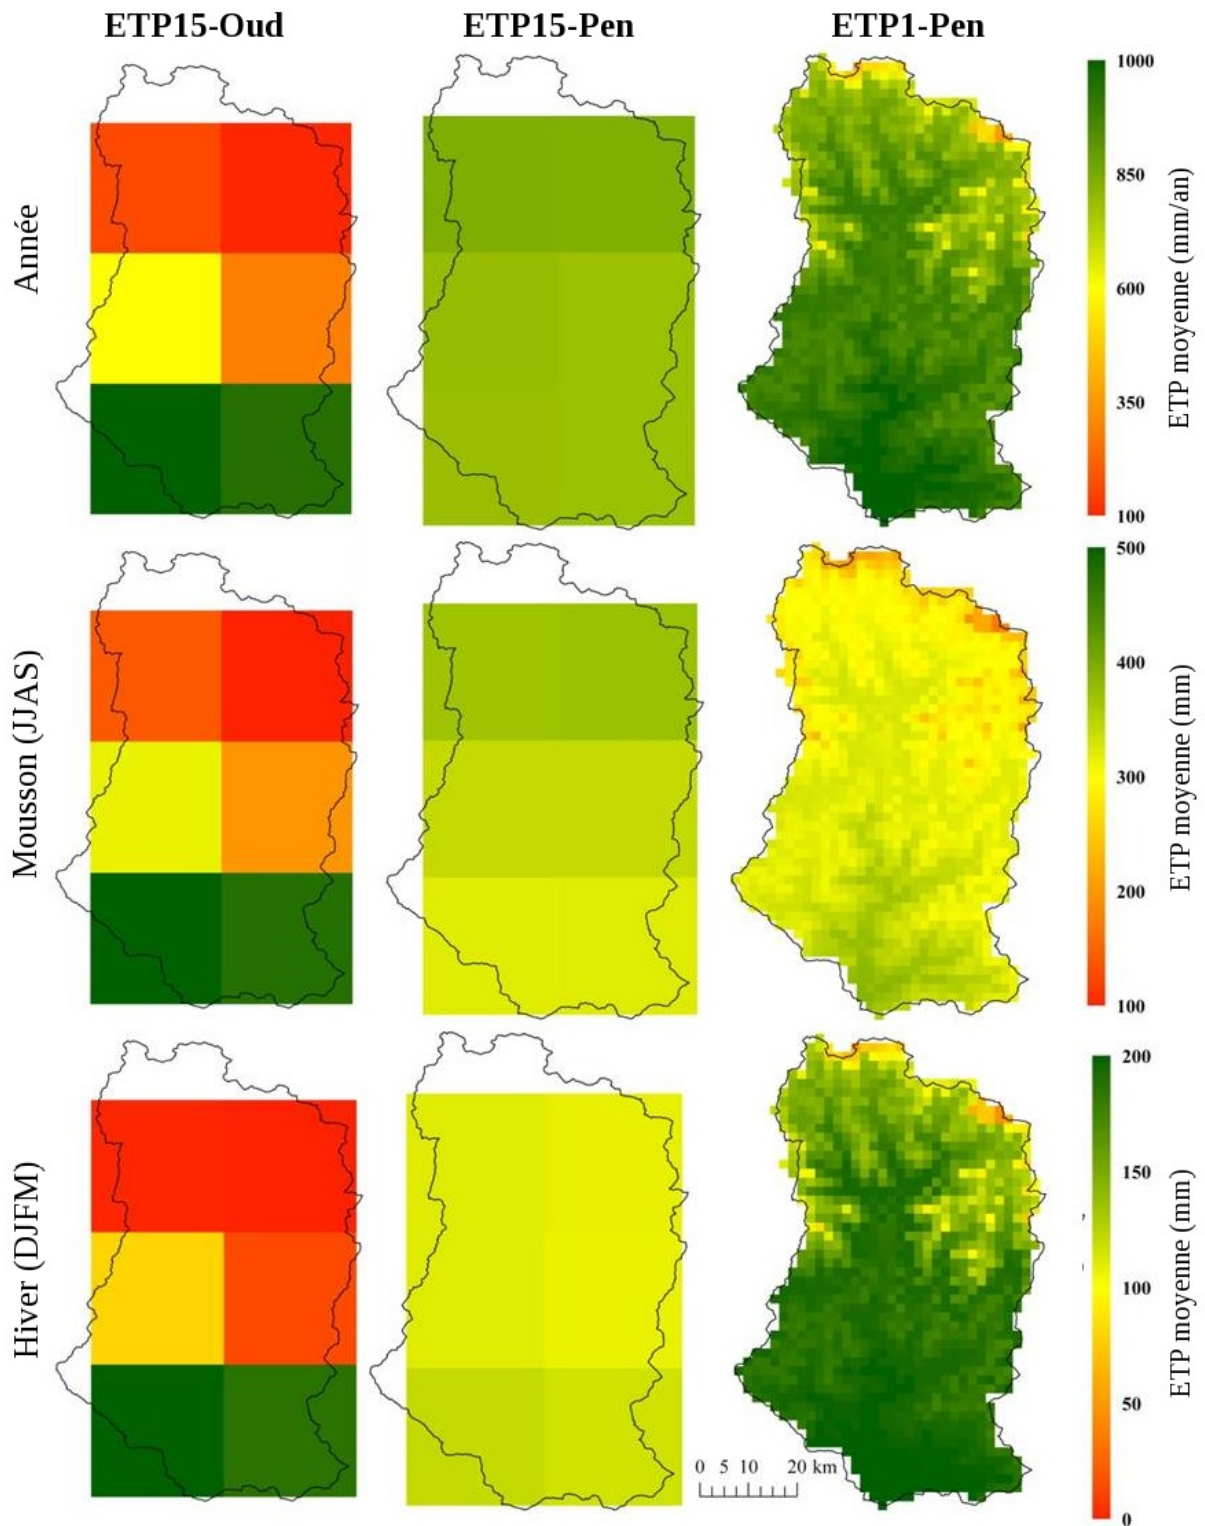 ETP15-Oud
ETP15-Pen
ETP1-Pen
Année
1000
850
600
350
100
ETP moyenne (mm/an)
Mousson (JJAS)
500
400
300
200
100
ETP moyenne (mm)
Hiver (DJFM)
200
150
100
50
0
ETP moyenne (mm)
0 5 10 20 km